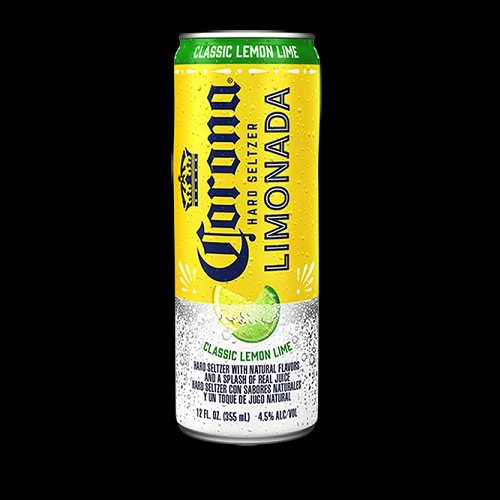 CLASSIC LEMON LIME
Corona®
HARD SELTZER
LIMONADA
CLASSIC LEMON LIME
HARD SELTZER WITH NATURAL FLAVORS
AND A SPLASH OF REAL JUICE
HARD SELTZER CON SABORES NATURALES
Y UN TOQUE DE JUGO NATURAL
12 FL. OZ. (355 mL) 4.5% ALC/VOL